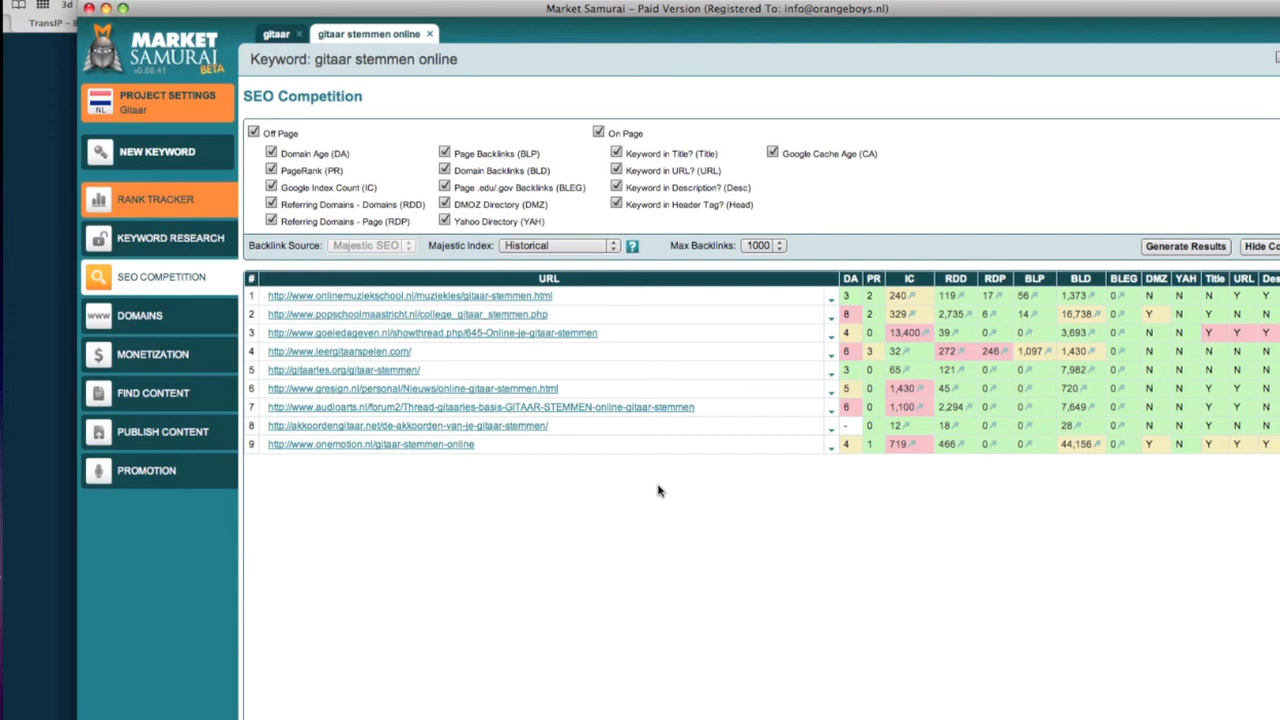 3d
Market Samurai – Paid Version (Registered To: info@orangeboys.nl)
TransIP –
MARKET
SAMURAI
v0.86.41 BETA
gitaar × gitaar stemmen online ×
Keyword: gitaar stemmen online
PROJECT SETTINGS
NL Gitaar
NEW KEYWORD
RANK TRACKER
KEYWORD RESEARCH
SEO COMPETITION
www DOMAINS
$ MONETIZATION
FIND CONTENT
PUBLISH CONTENT
PROMOTION
SEO Competition
Off Page
Domain Age (DA)
PageRank (PR)
Google Index Count (IC)
Referring Domains - Domains (RDD)
Referring Domains - Page (RDP)
Page Backlinks (BLP)
Domain Backlinks (BLD)
Page .edu/.gov Backlinks (BLEG)
DMOZ Directory (DMZ)
Yahoo Directory (YAH)
On Page
Keyword in Title? (Title)
Keyword in URL? (URL)
Keyword in Description? (Desc)
Keyword in Header Tag? (Head)
Google Cache Age (CA)
Backlink Source: Majestic SEO Majestic Index: Historical ? Max Backlinks: 1000 Generate Results Hide Co
# URL DA PR IC RDD RDP BLP BLD BLEG DMZ YAH Title URL Des
1 http://www.onlinemuziekschool.nl/muziekles/gitaar-stemmen.html 3 2 240 119 17 56 1,373 0 N N N Y Y
2 http://www.popschoolmaastricht.nl/college_gitaar_stemmen.php 8 2 329 2,735 6 14 16,738 0 Y N Y N N
3 http://www.goeiedageven.nl/showthread.php/645-Online-je-gitaar-stemmen 4 0 13,400 39 0 0 3,693 0 N N Y Y Y
4 http://www.leergitaarspelen.com/ 6 3 32 272 246 1,097 1,430 0 N N N N N
5 http://gitaarles.org/gitaar-stemmen/ 3 0 65 121 0 0 7,982 0 N N N N N
6 http://www.gresign.nl/personal/Nieuws/online-gitaar-stemmen.html 5 0 1,430 45 0 0 720 0 N N N Y N
7 http://www.audioarts.nl/forum2/Thread-gitaarles-basis-GITAAR-STEMMEN-online-gitaar-stemmen 6 0 1,100 2,294 0 0 7,649 0 N N Y Y N
8 http://akkoordengitaar.net/de-akkoorden-van-je-gitaar-stemmen/ - 0 12 18 0 0 28 0 N N N N N
9 http://www.onemotion.nl/gitaar-stemmen-online 4 1 719 466 0 0 44,156 0 Y N Y Y Y